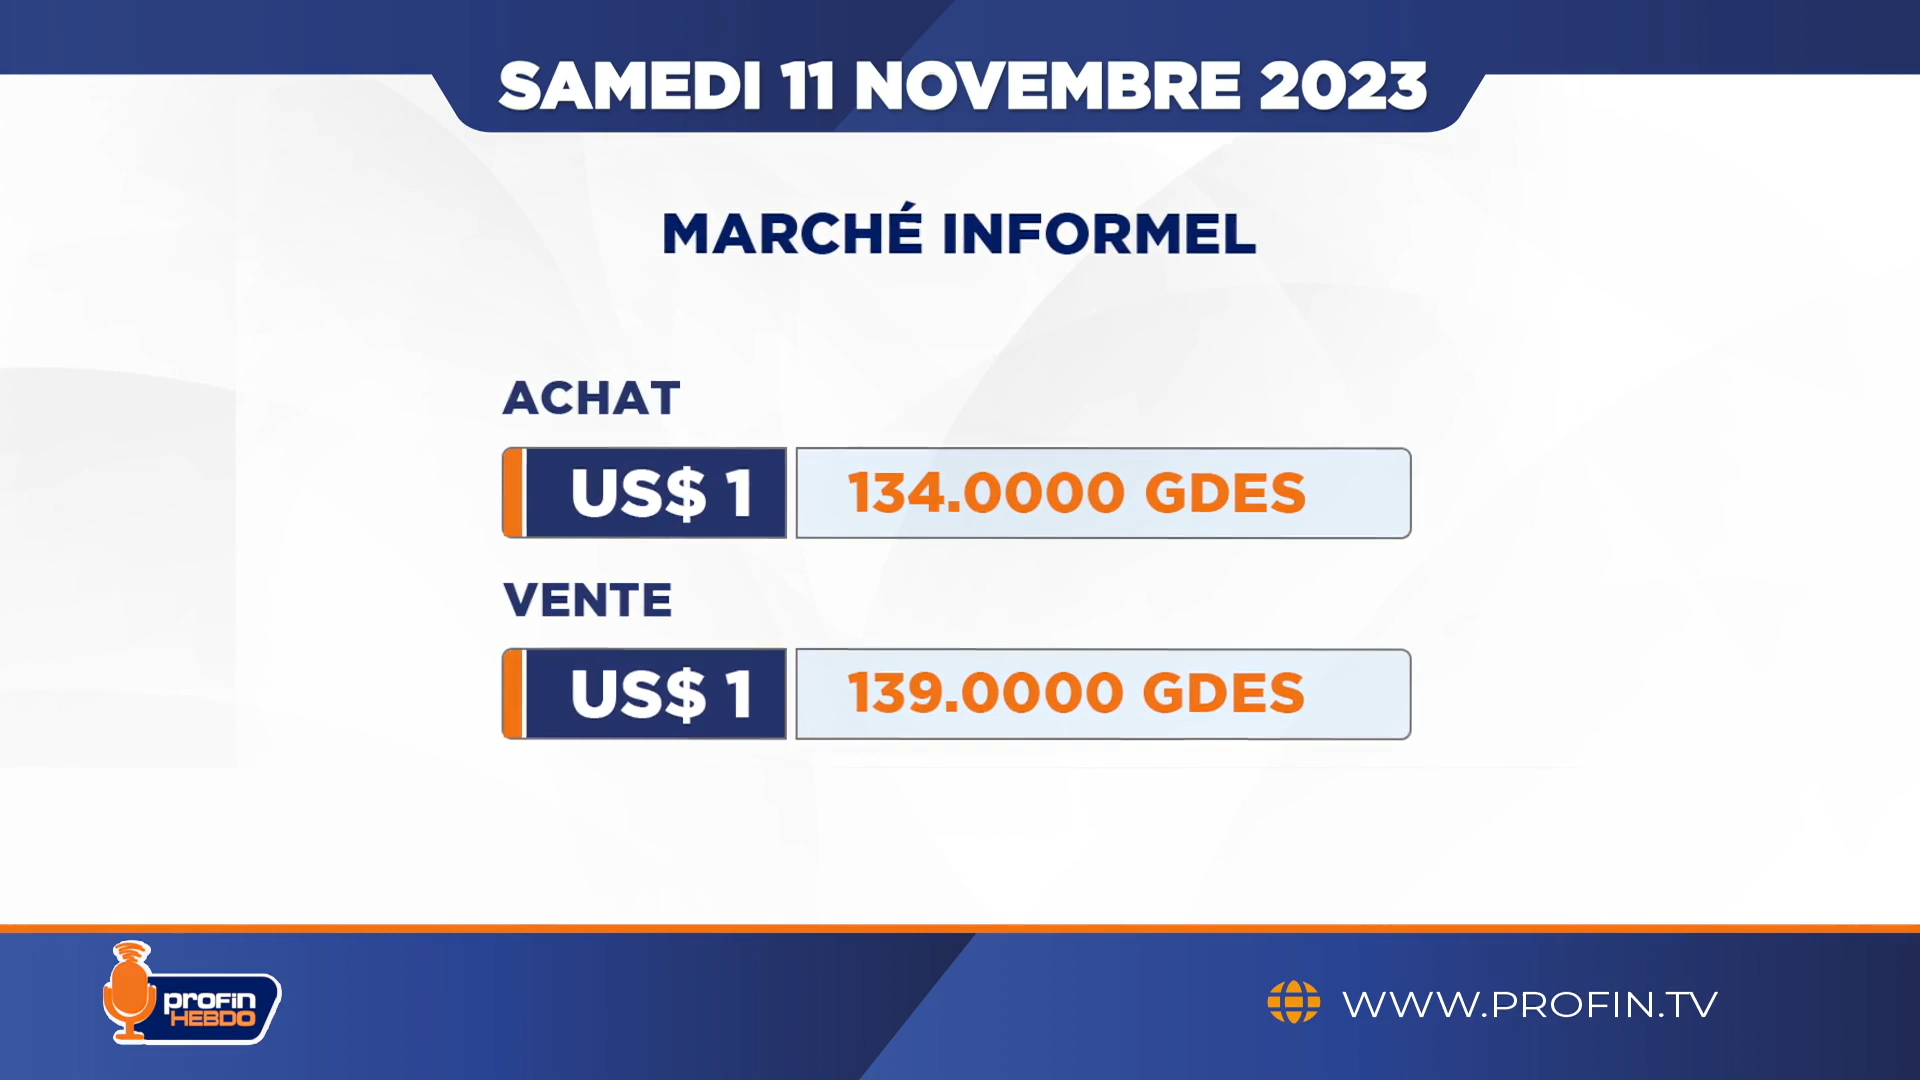 SAMEDI 11 NOVEMBRE 2023
MARCHÉ INFORMEL
ACHAT
US$ 1 134.0000 GDES
VENTE
US$ 1 139.0000 GDES
PROFIN
HEBDO
WWW.PROFIN.TV